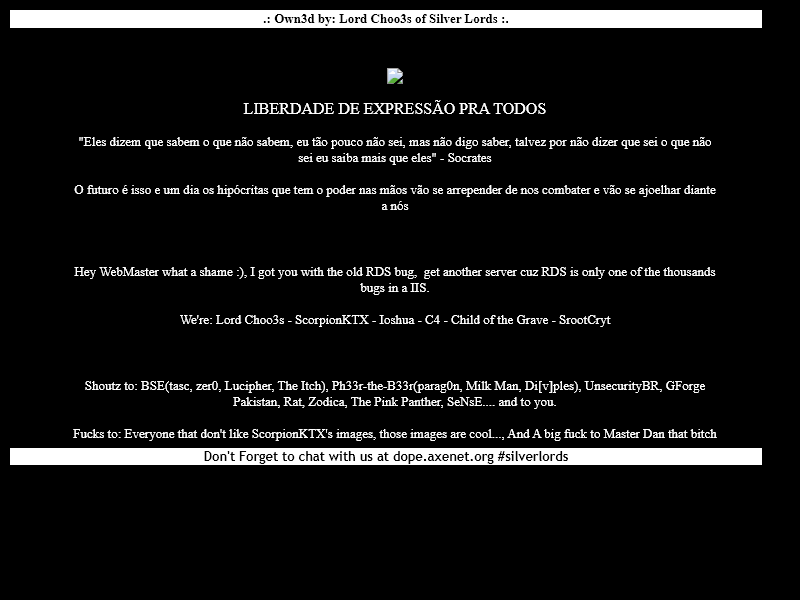 .: Own3d by: Lord Choo3s of Silver Lords :.
LIBERDADE DE EXPRESSÃO PRA TODOS
"Eles dizem que sabem o que não sabem, eu tão pouco não sei, mas não digo saber, talvez por não dizer que sei o que não
sei eu saiba mais que eles" - Socrates
O futuro é isso e um dia os hipócritas que tem o poder nas mãos vão se arrepender de nos combater e vão se ajoelhar diante
a nós
Hey WebMaster what a shame :), I got you with the old RDS bug,  get another server cuz RDS is only one of the thousands
bugs in a IIS.
We're: Lord Choo3s - ScorpionKTX - Ioshua - C4 - Child of the Grave - SrootCryt
Shoutz to: BSE(tasc, zer0, Lucipher, The Itch), Ph33r-the-B33r(parag0n, Milk Man, Di[v]ples), UnsecurityBR, GForge
Pakistan, Rat, Zodica, The Pink Panther, SeNsE.... and to you.
Fucks to: Everyone that don't like ScorpionKTX's images, those images are cool..., And A big fuck to Master Dan that bitch
Don't Forget to chat with us at dope.axenet.org #silverlords